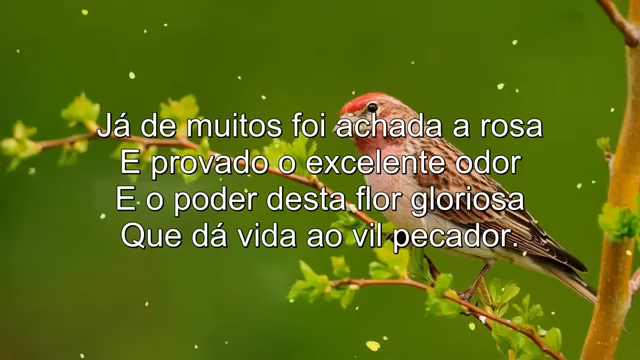 Já de muitos foi achada a rosa
E provado o excelente odor
E o poder desta flor gloriosa
Que dá vida ao vil pecador.